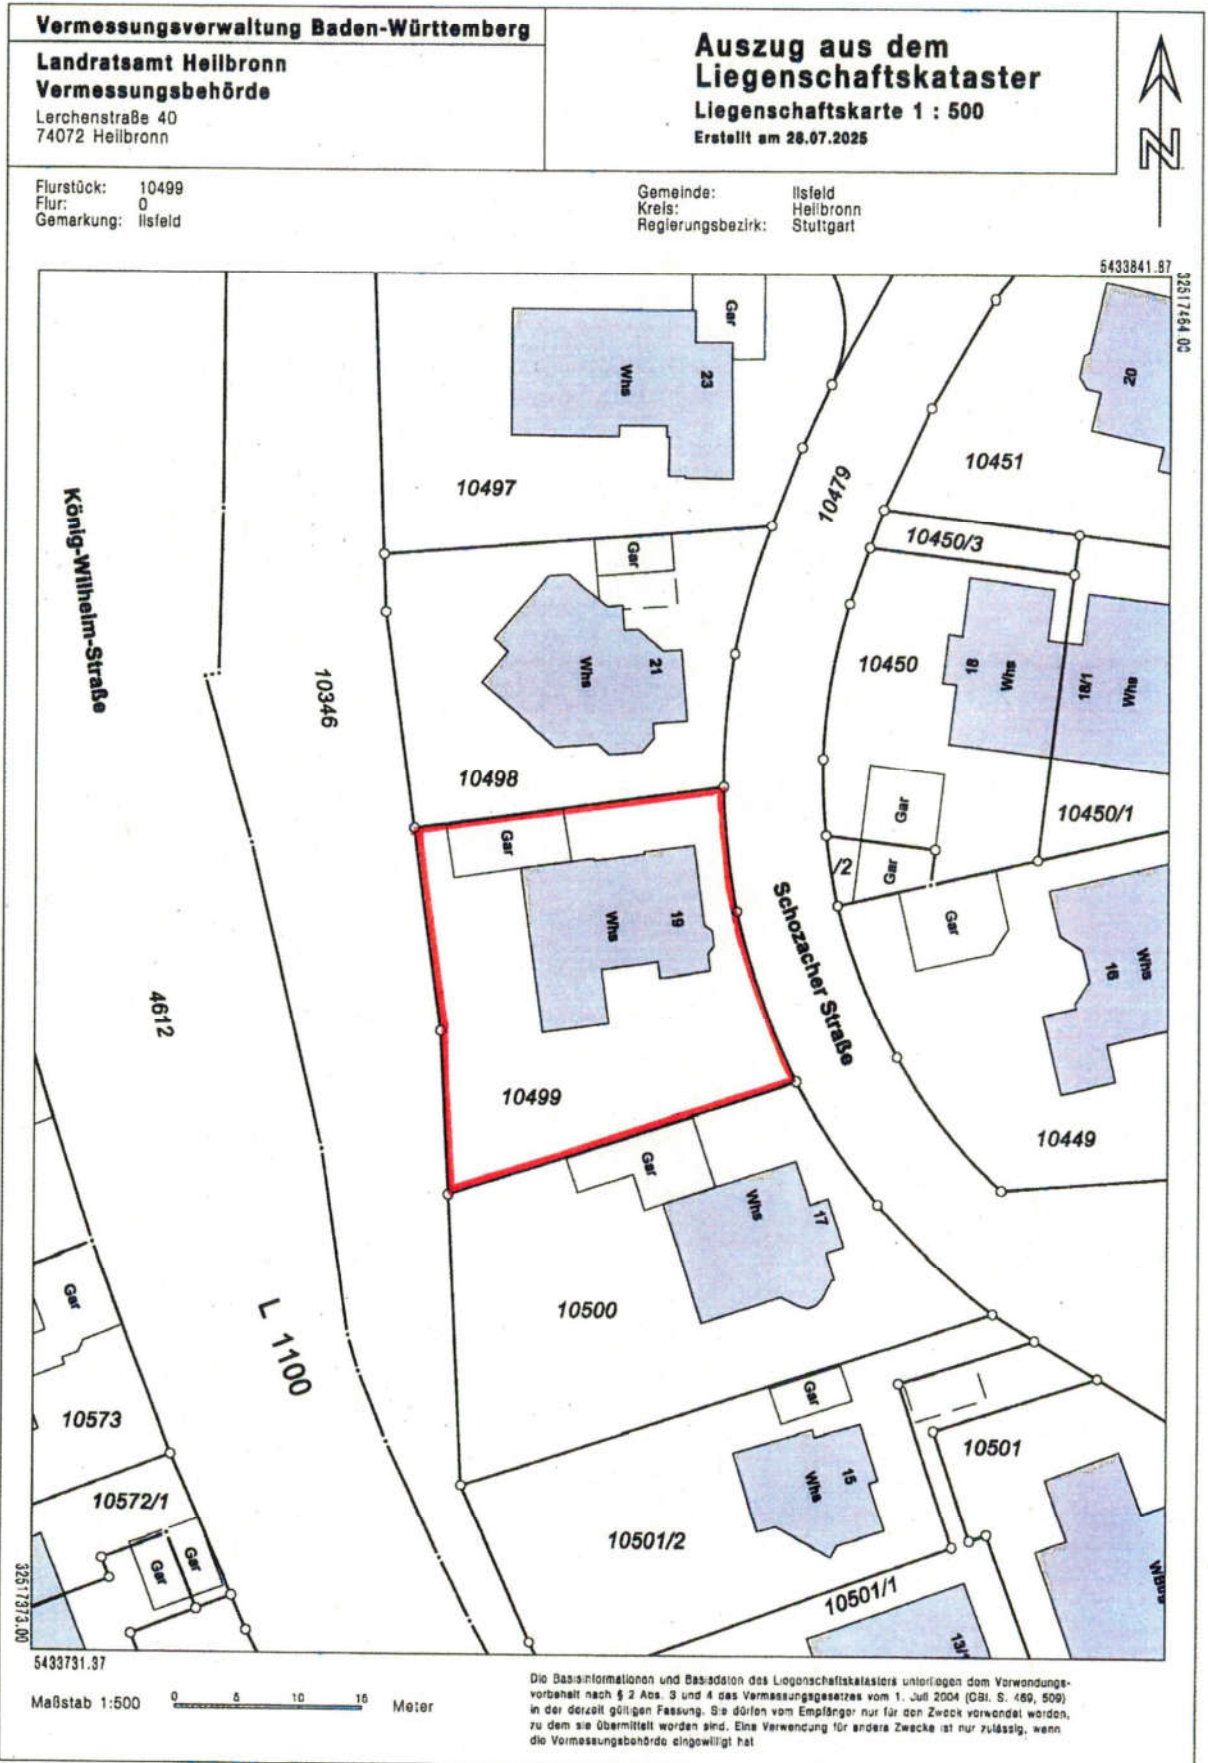 Vermessungsverwaltung Baden-Württemberg
Landratsamt Heilbronn
Vermessungsbehörde
Lerchenstraße 40
74072 Heilbronn
Auszug aus dem
Liegenschaftskataster
Liegenschaftskarte 1 : 500
Erstellt am 28.07.2025
N
Flurstück: 10499
Flur: 0
Gemarkung: Ilsfeld
Gemeinde: Ilsfeld
Kreis: Heilbronn
Regierungsbezirk: Stuttgart
5433841.87
32517464.00
Gar
23
Whs
20
10497
10479
10451
König-Wilhelm-Straße
10450/3
Gar
10346
21
Whs
10450
18
Whs
18/1
Whs
10498
Gar
10450/1
Gar
/2
Gar
19
Whs
Schozacher Straße
Gar
16
Whs
4612
10499
10449
Gar
Whs
17
Gar
10500
L 1100
Gar
10573
10501
15
Whs
10572/1
10501/2
Gar
Gar
10501/1
13/1
32517373.00
5433731.87
Maßstab 1:500
0 5 10 15 Meter
Die Basisinformationen und Basisdaten des Liegenschaftskatasters unterliegen dem Verwendungs-
vorbehalt nach § 2 Abs. 3 und 4 des Vermessungsgesetzes vom 1. Juli 2004 (GBl. S. 469, 509)
in der derzeit gültigen Fassung. Sie dürfen vom Empfänger nur für den Zweck verwendet werden,
zu dem sie übermittelt worden sind. Eine Verwendung für andere Zwecke ist nur zulässig, wenn
die Vermessungsbehörde eingewilligt hat